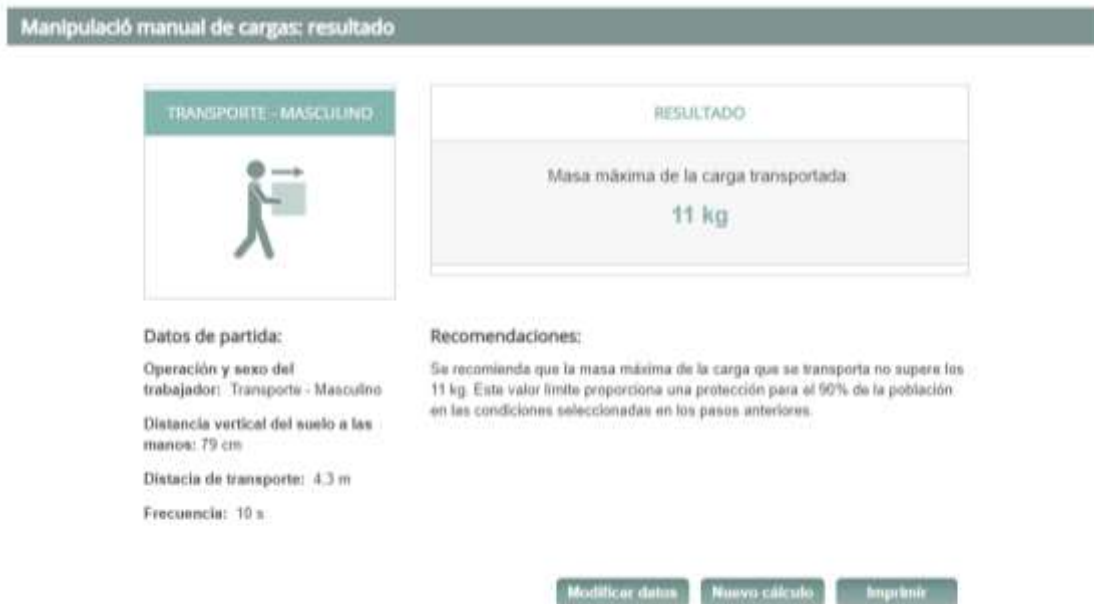 Manipulació manual de cargas: resultado
TRANSPORTE - MASCULINO
RESULTADO
Masa máxima de la carga transportada:
11 kg
Datos de partida:
Operación y sexo del
trabajador: Transporte - Masculino
Distancia vertical del suelo a las
manos: 79 cm
Distacia de transporte: 4.3 m
Frecuencia: 10 s
Recomendaciones:
Se recomienda que la masa máxima de la carga que se transporta no supere los
11 kg. Este valor límite proporciona una protección para el 90% de la población
en las condiciones seleccionadas en los pasos anteriores.
Modificar datos
Nuevo cálculo
Imprimir